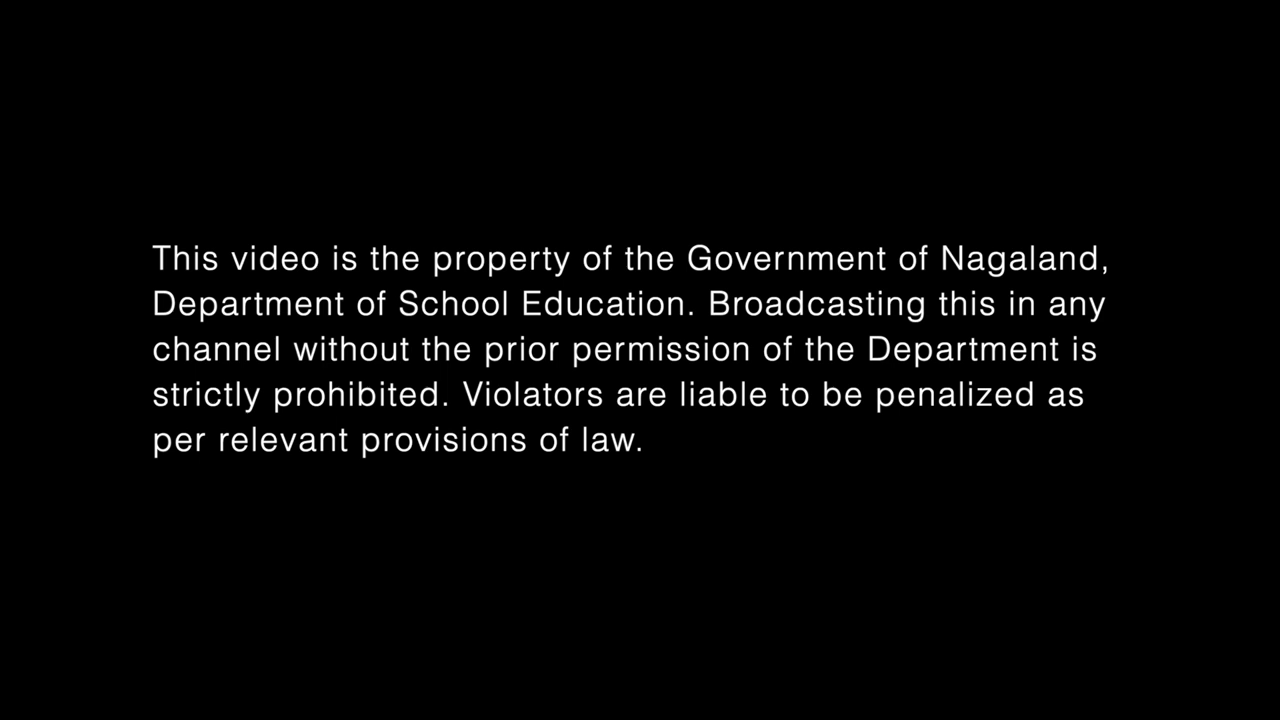 This video is the property of the Government of Nagaland,
Department of School Education. Broadcasting this in any
channel without the prior permission of the Department is
strictly prohibited. Violators are liable to be penalized as
per relevant provisions of law.